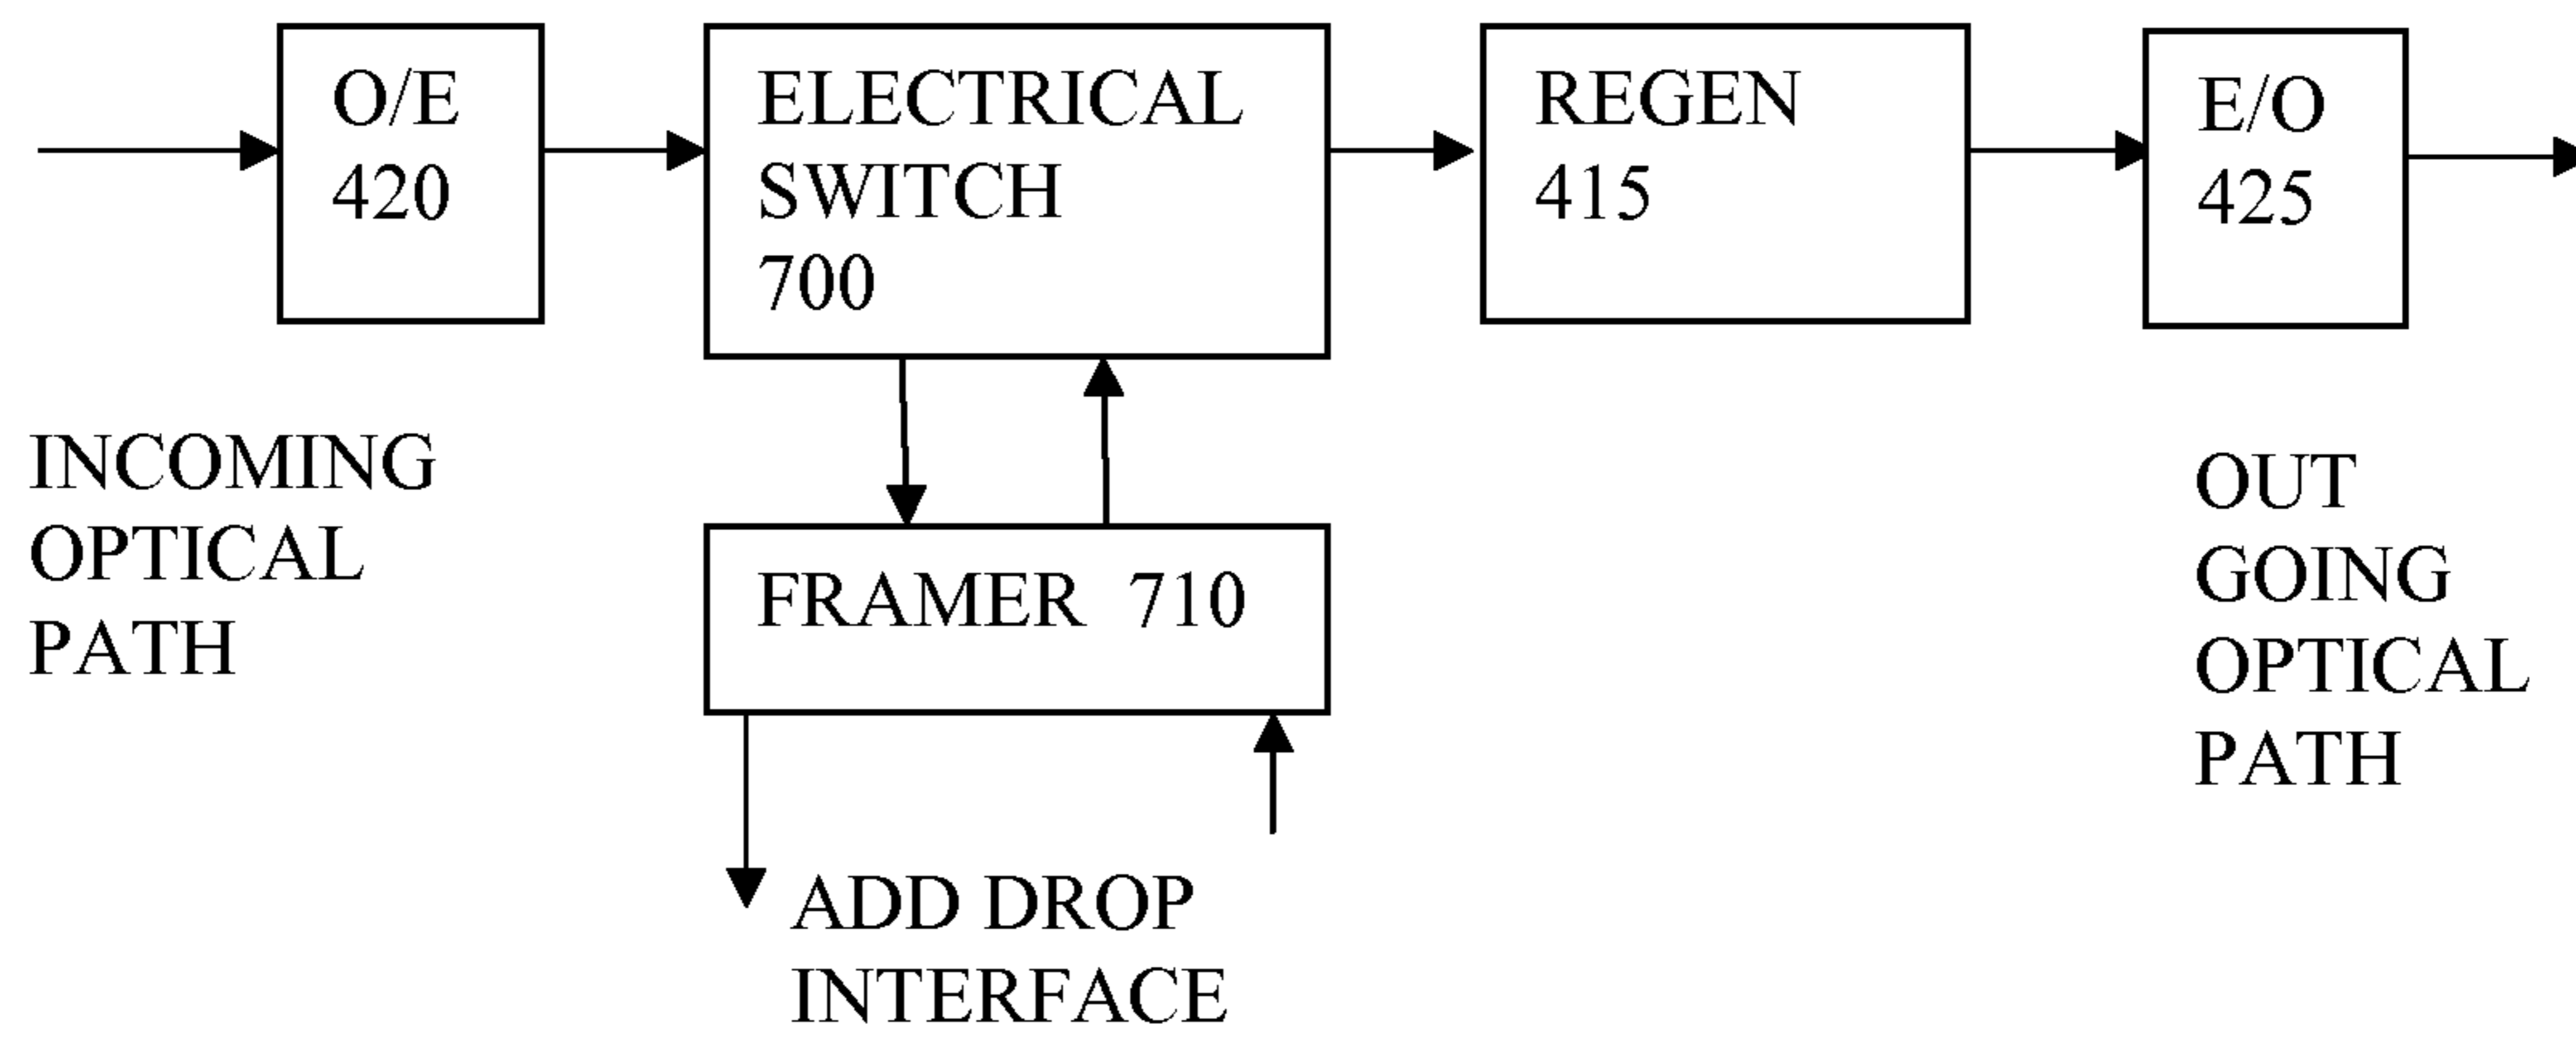 O/E
420
ELECTRICAL
SWITCH
700
REGEN
415
E/O
425
INCOMING
OPTICAL
PATH
FRAMER 710
OUT
GOING
OPTICAL
PATH
ADD DROP
INTERFACE